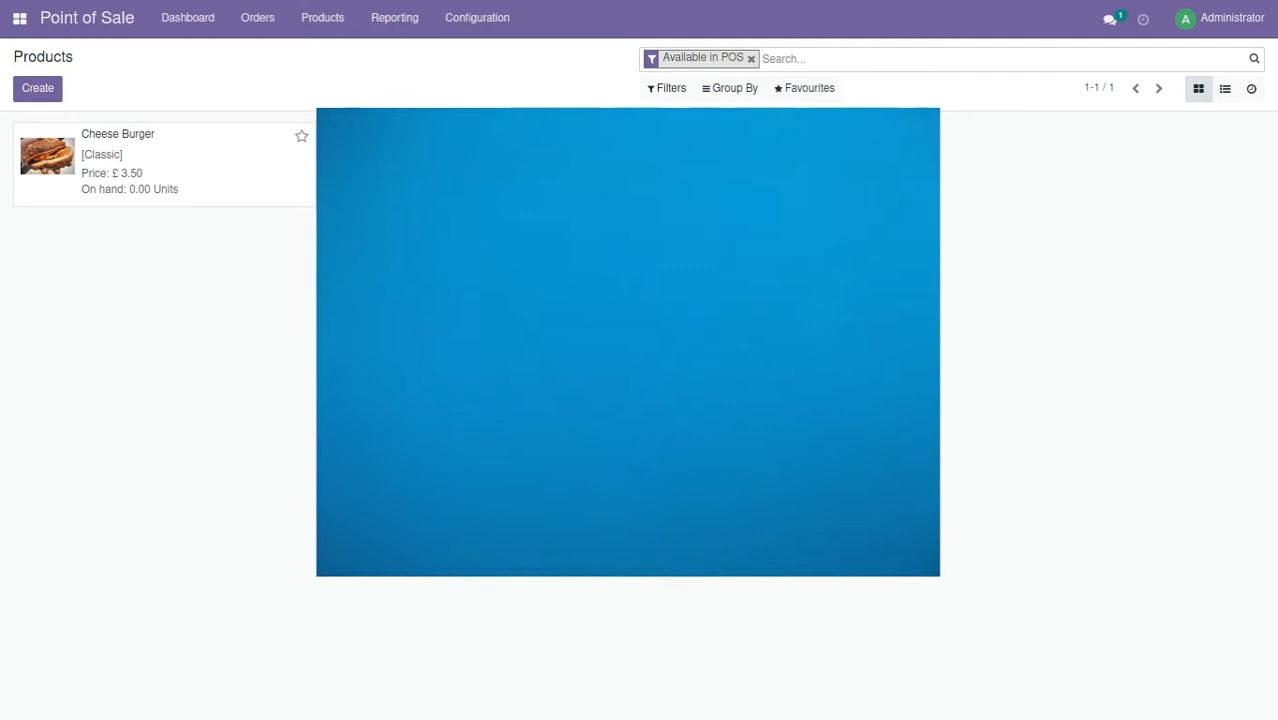 Point of Sale Dashboard Orders Products Reporting Configuration 1 A Administrator
Products
Available in POS Search...
Create
Filters Group By Favourites 1-1 / 1
Cheese Burger
[Classic]
Price: £ 3.50
On hand: 0.00 Units